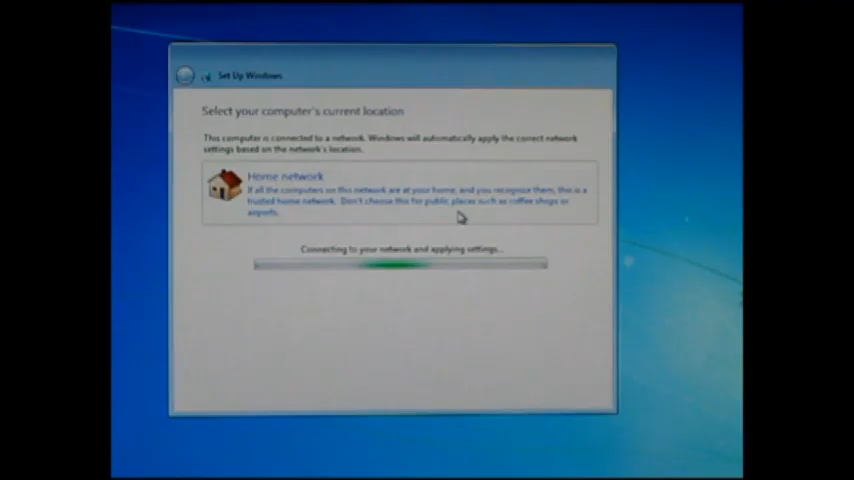 Set Up Windows
Select your computer's current location
This computer is connected to a network. Windows will automatically apply the correct network
settings based on the network's location.
Home network
If all the computers on this network are at your home, and you recognize them, this is a
trusted home network. Don't choose this for public places such as coffee shops or
airports.
Connecting to your network and applying settings...